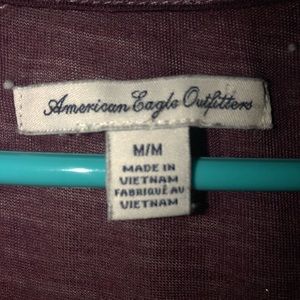 American Eagle Outfitters
M/M
MADE IN
VIETNAM
FABRIQUÉ AU
VIETNAM